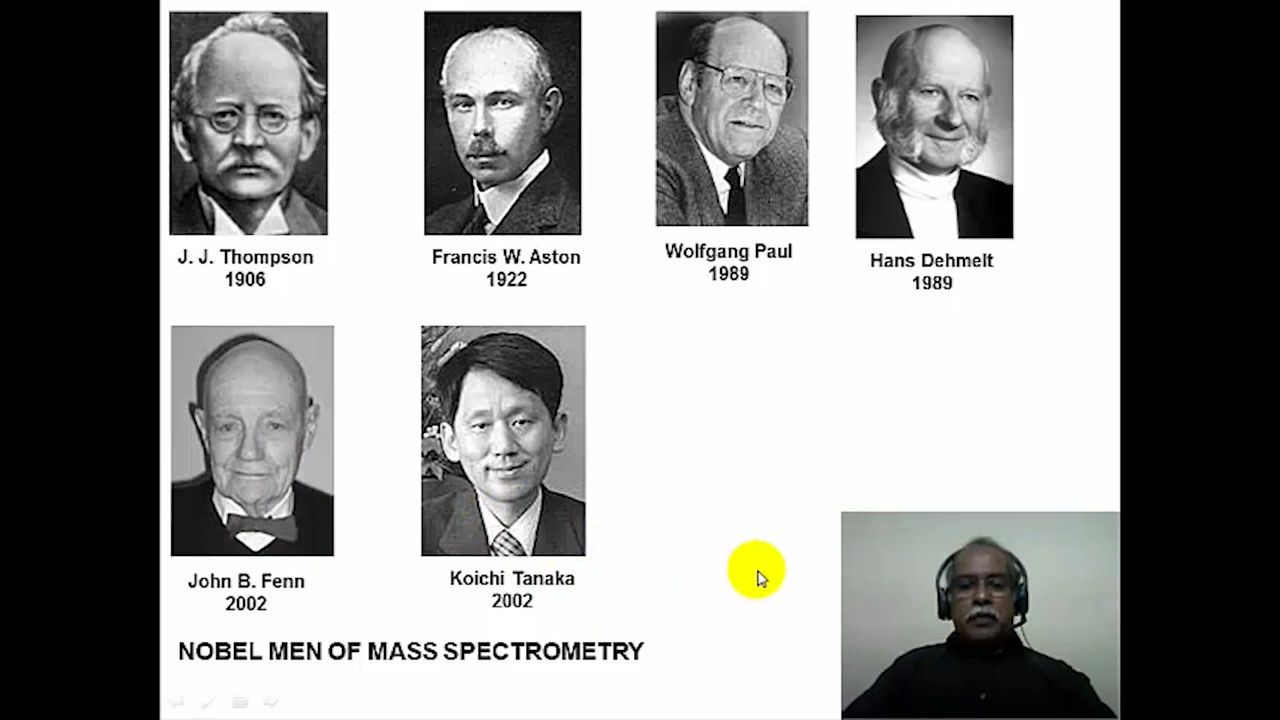 J. J. Thompson
1906
Francis W. Aston
1922
Wolfgang Paul
1989
Hans Dehmelt
1989
John B. Fenn
2002
Koichi Tanaka
2002
NOBEL MEN OF MASS SPECTROMETRY